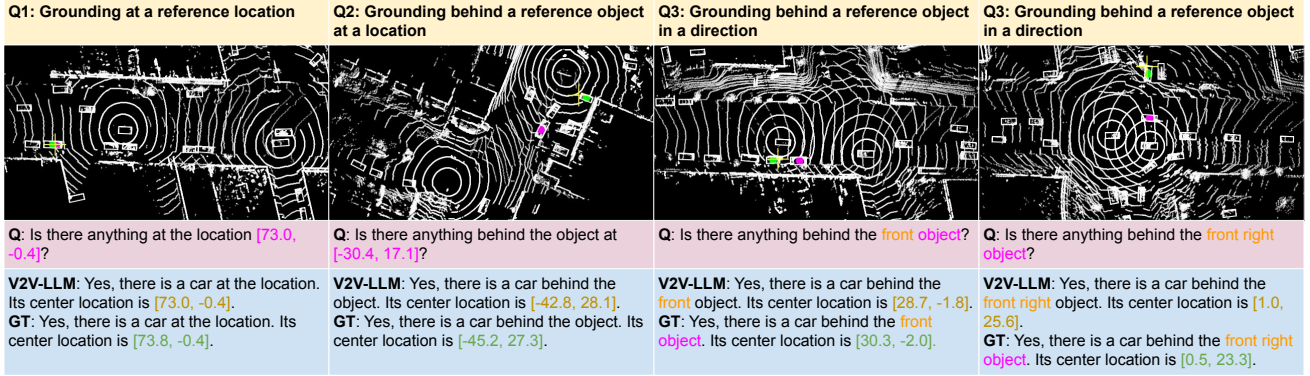 Q1: Grounding at a reference location
Q2: Grounding behind a reference object
at a location
Q3: Grounding behind a reference object
in a direction
Q3: Grounding behind a reference object
in a direction
Q: Is there anything at the location [73.0,
-0.4]?
Q: Is there anything behind the object at
[-30.4, 17.1]?
Q: Is there anything behind the front object?
Q: Is there anything behind the front right
object?
V2V-LLM: Yes, there is a car at the location.
Its center location is [73.0, -0.4].
GT: Yes, there is a car at the location. Its
center location is [73.8, -0.4].
V2V-LLM: Yes, there is a car behind the
object. Its center location is [-42.8, 28.1].
GT: Yes, there is a car behind the object. Its
center location is [-45.2, 27.3].
V2V-LLM: Yes, there is a car behind the
front object. Its center location is [28.7, -1.8].
GT: Yes, there is a car behind the front
object. Its center location is [30.3, -2.0].
V2V-LLM: Yes, there is a car behind the
front right object. Its center location is [1.0,
25.6].
GT: Yes, there is a car behind the front right
object. Its center location is [0.5, 23.3].